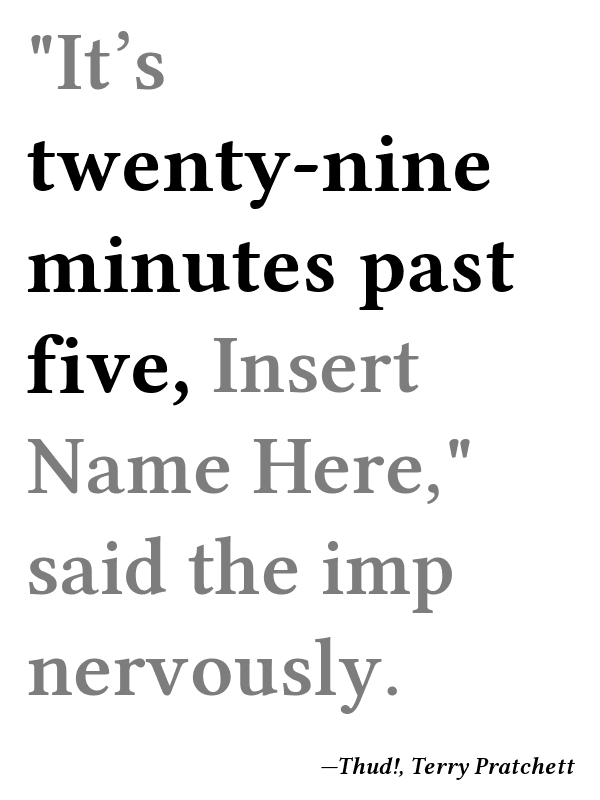 "It’s
twenty-nine
minutes past
five, Insert
Name Here,"
said the imp
nervously.
—Thud!, Terry Pratchett